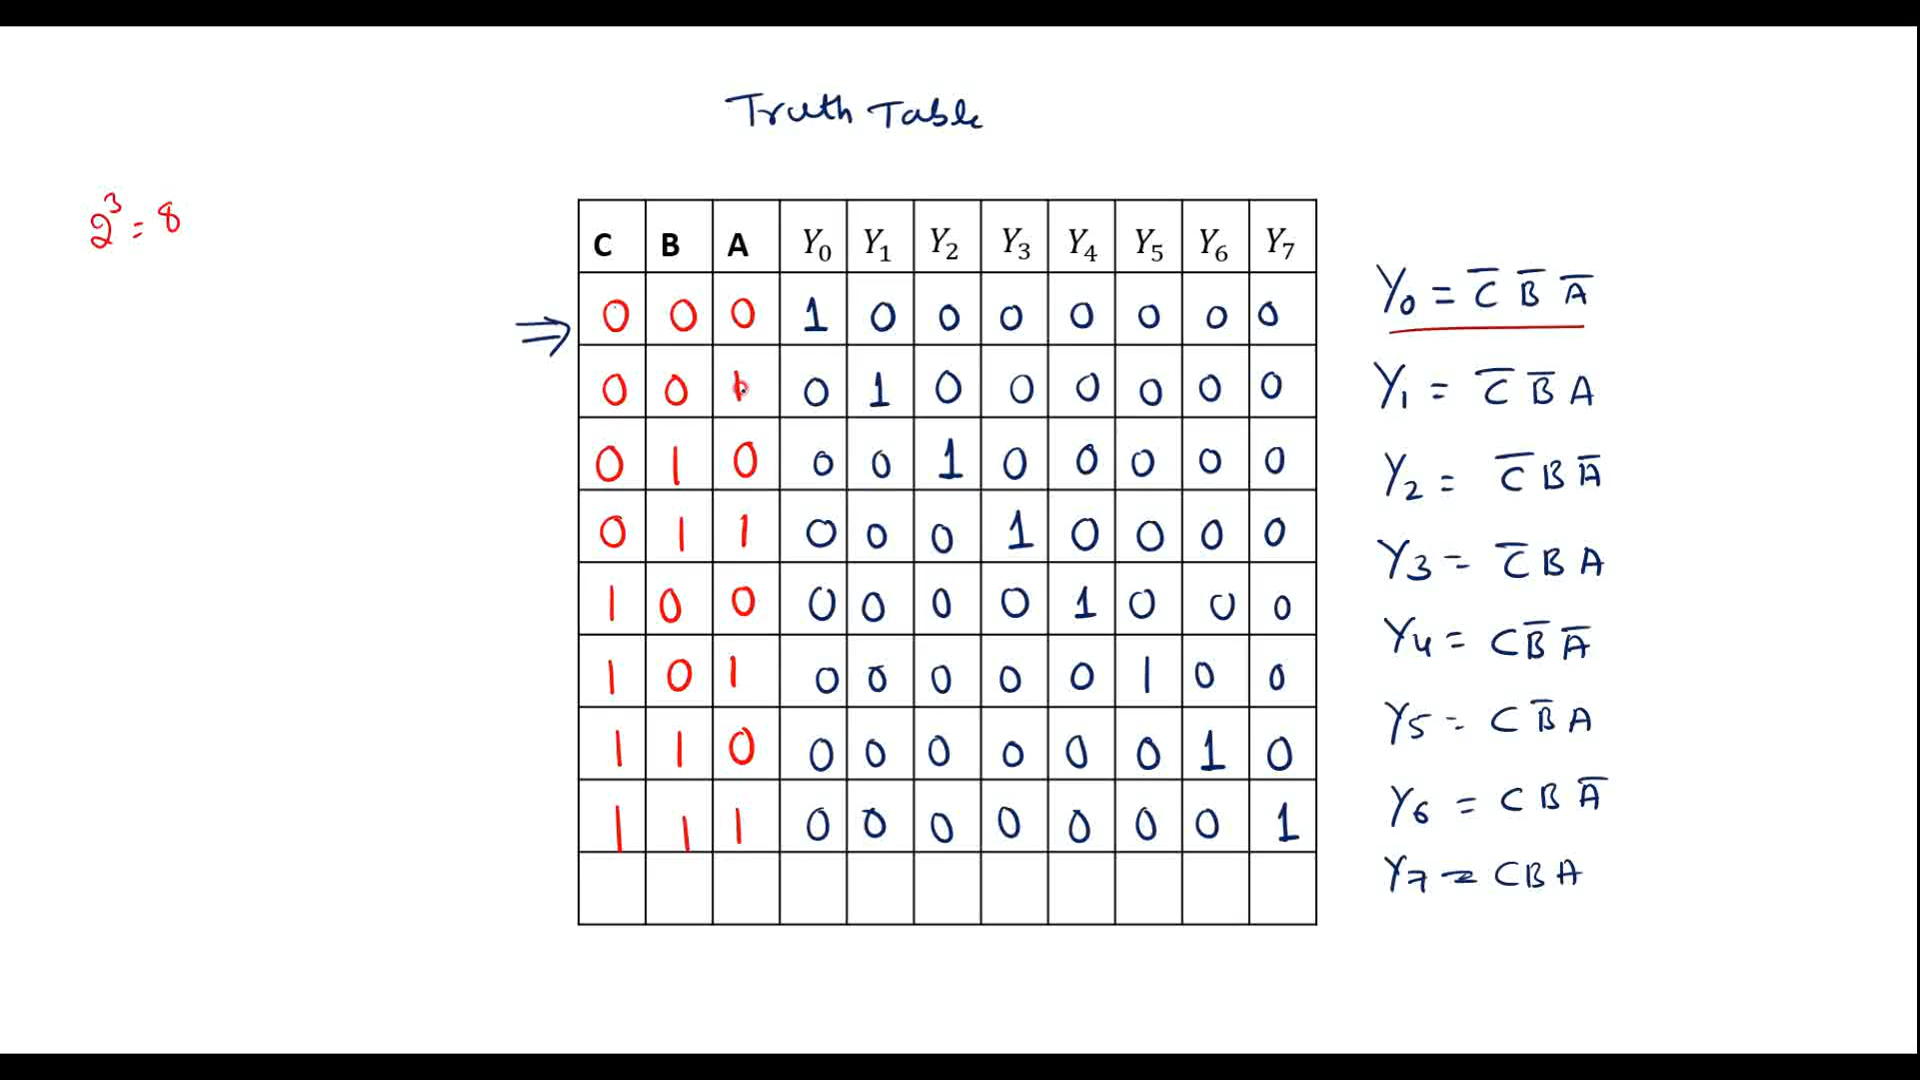 Truth Table
2³ = 8
C B A Y₀ Y₁ Y₂ Y₃ Y₄ Y₅ Y₆ Y₇
⇒ 0 0 0 1 0 0 0 0 0 0 0
0 0 1 0 1 0 0 0 0 0 0
0 1 0 0 0 1 0 0 0 0 0
0 1 1 0 0 0 1 0 0 0 0
1 0 0 0 0 0 0 1 0 0 0
1 0 1 0 0 0 0 0 1 0 0
1 1 0 0 0 0 0 0 0 1 0
1 1 1 0 0 0 0 0 0 0 1
Y₀ = C̅ B̅ A̅
Y₁ = C̅ B̅ A
Y₂ = C̅ B A̅
Y₃ = C̅ B A
Y₄ = C B̅ A̅
Y₅ = C B̅ A
Y₆ = C B A̅
Y₇ = C B A